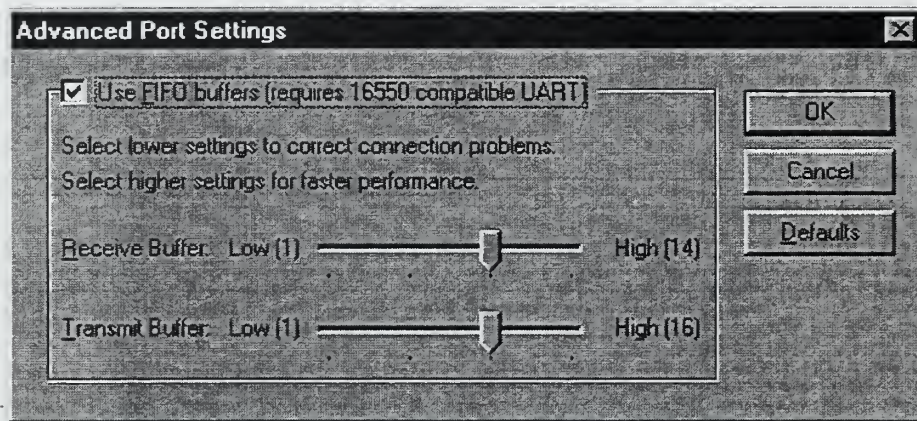 Advanced Port Settings
Use FIFO buffers (requires 16550 compatible UART)
Select lower settings to correct connection problems.
Select higher settings for faster performance.
Receive Buffer: Low (1) High (14)
Transmit Buffer: Low (1) High (16)
OK
Cancel
Defaults